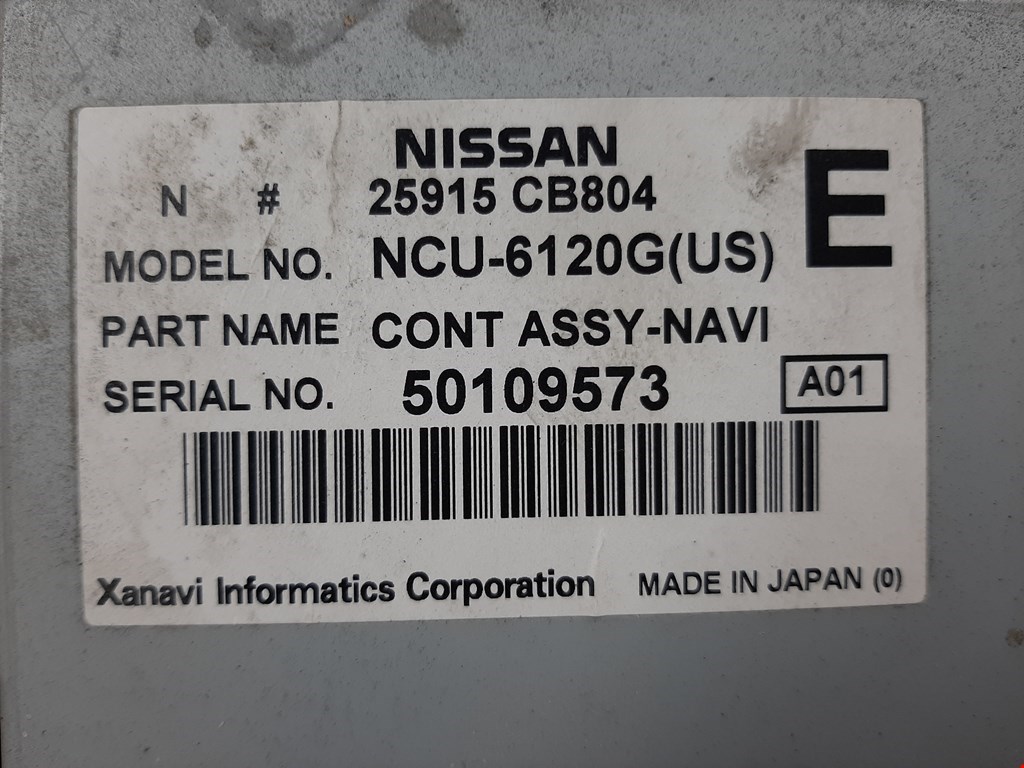 NISSAN
N # 25915 CB804
E
MODEL NO. NCU-6120G(US)
PART NAME CONT ASSY-NAVI
SERIAL NO. 50109573
A01
Xanavi Informatics Corporation MADE IN JAPAN (0)